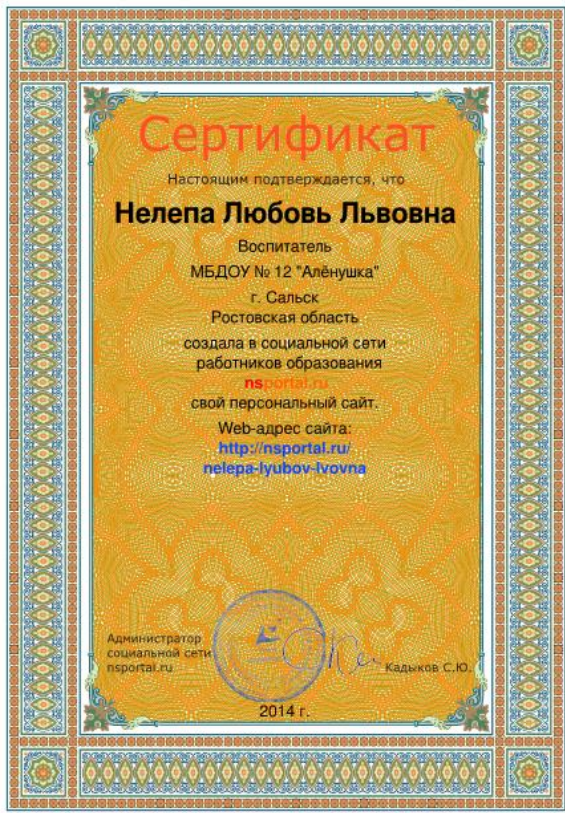 Сертификат
Настоящим подтверждается, что
Нелепа Любовь Львовна
Воспитатель
МБДОУ № 12 "Алёнушка"
г. Сальск
Ростовская область
создала в социальной сети
работников образования
nsportal.ru
свой персональный сайт.
Web-адрес сайта:
http://nsportal.ru/
nelepa-lyubov-lvovna
Администратор
социальной сети
nsportal.ru
Кадыков С.Ю.
2014 г.